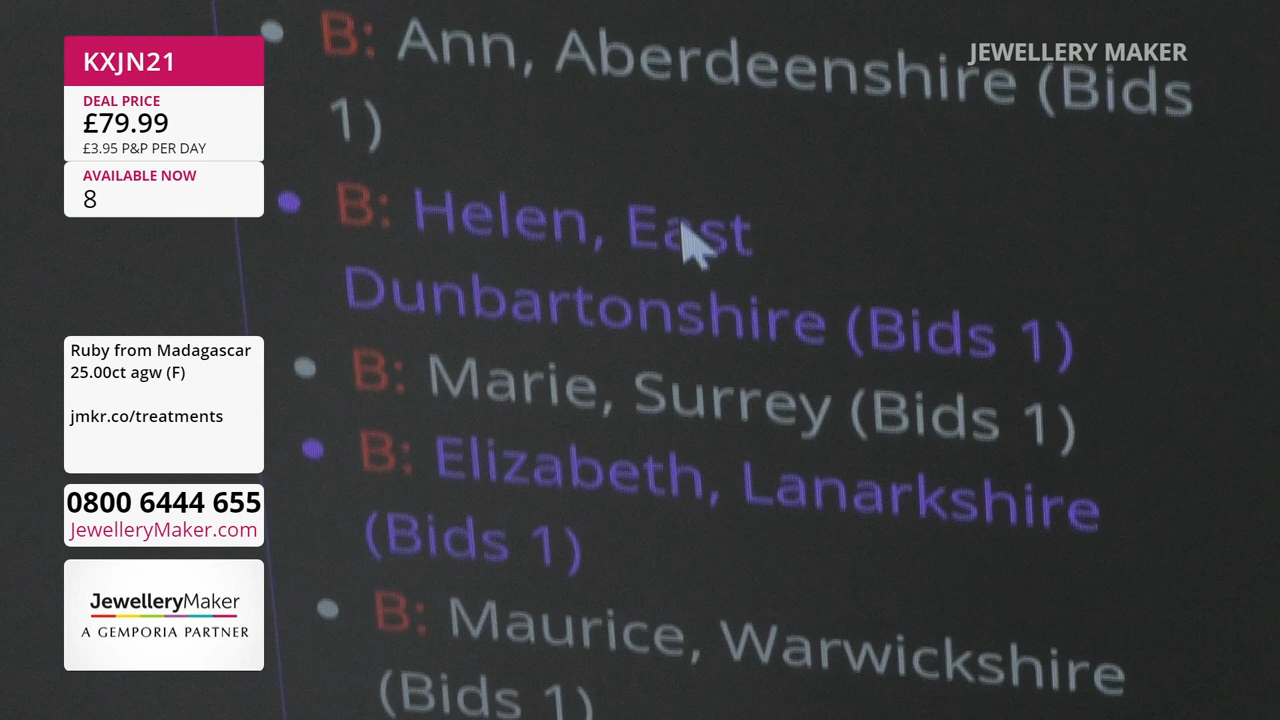 KXJN21
DEAL PRICE
£79.99
£3.95 P&P PER DAY
AVAILABLE NOW
8
Ruby from Madagascar
25.00ct agw (F)
jmkr.co/treatments
0800 6444 655
JewelleryMaker.com
JewelleryMaker
A GEMPORIA PARTNER
JEWELLERY MAKER
B: Ann, Aberdeenshire (Bids
1)
B: Helen, East
Dunbartonshire (Bids 1)
B: Marie, Surrey (Bids 1)
B: Elizabeth, Lanarkshire
(Bids 1)
B: Maurice, Warwickshire
(Bids 1)